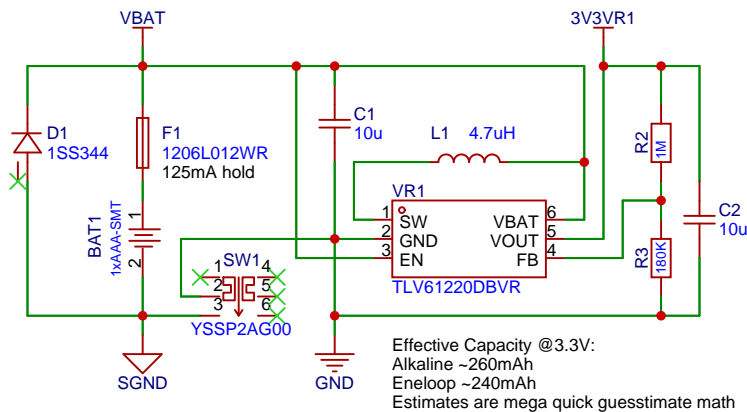 VBAT
3V3VR1
D1
1SS344
F1
1206L012WR
125mA hold
C1
10u
L1 4.7uH
R2
1M
BAT1
1xAAA-SMT
1
2
VR1
1 SW
2 GND
3 EN
VBAT 6
VOUT 5
FB 4
TLV61220DBVR
R3
180K
C2
10u
SW1
1
2
3
4
5
6
YSSP2AG00
SGND
GND
Effective Capacity @3.3V:
Alkaline ~260mAh
Eneloop ~240mAh
Estimates are mega quick guesstimate math